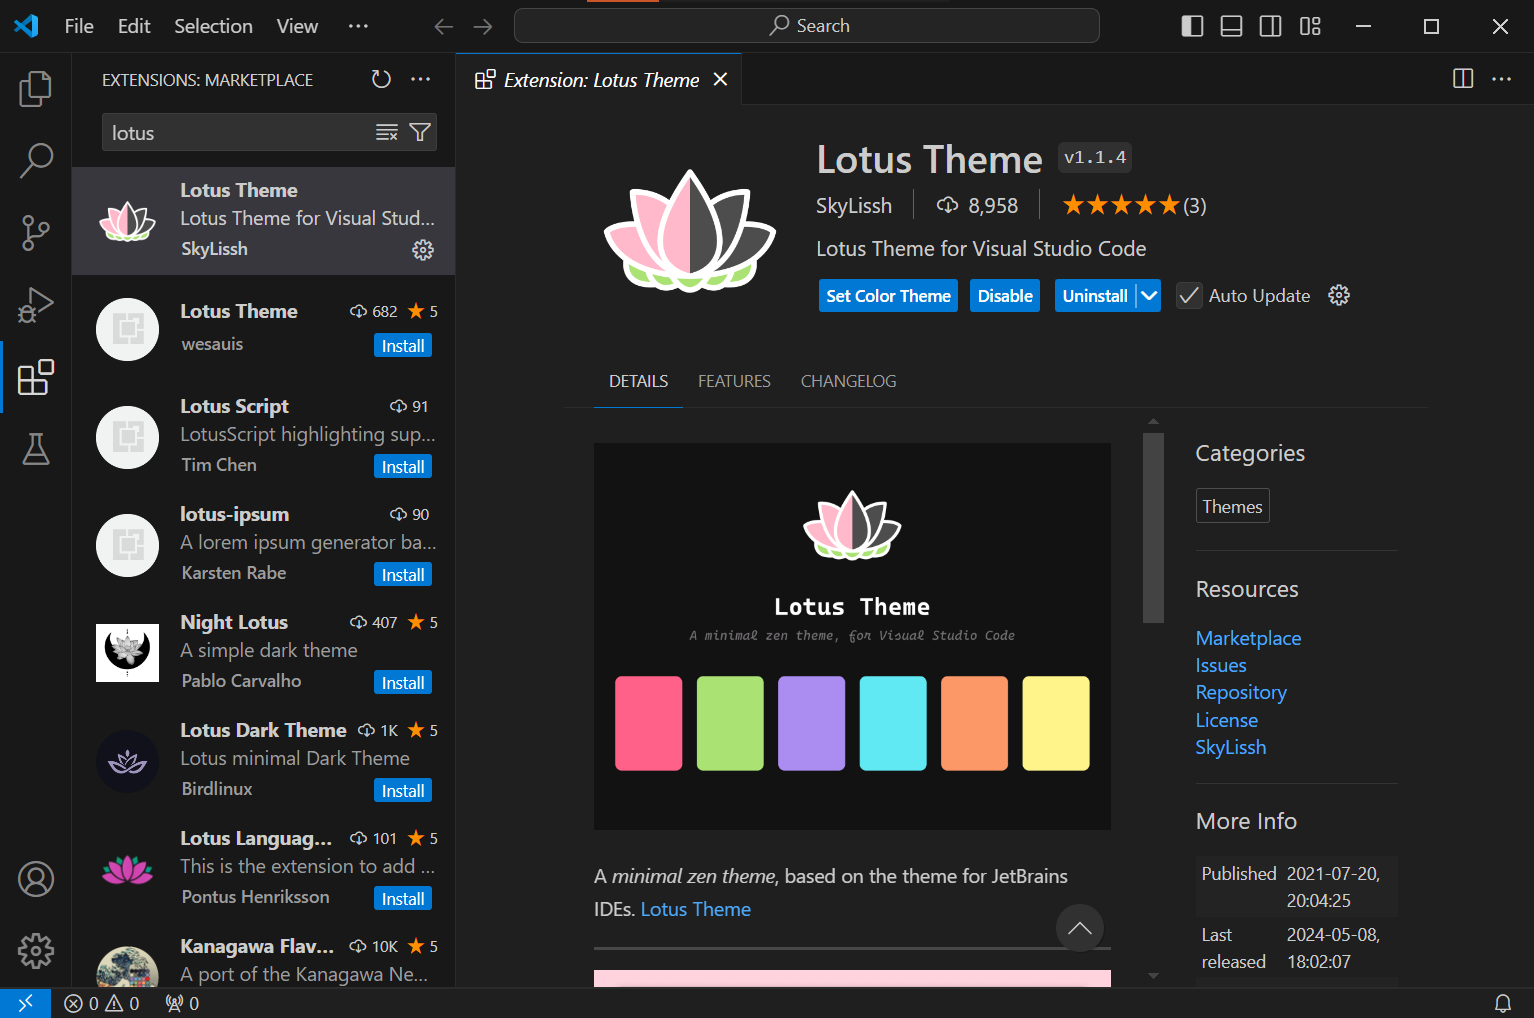 File Edit Selection View ···
Search
EXTENSIONS: MARKETPLACE
lotus
Lotus Theme
Lotus Theme for Visual Stud...
SkyLissh
Lotus Theme 682 ★ 5
wesauis
Install
Lotus Script 91
LotusScript highlighting sup...
Tim Chen
Install
lotus-ipsum 90
A lorem ipsum generator ba...
Karsten Rabe
Install
Night Lotus 407 ★ 5
A simple dark theme
Pablo Carvalho
Install
Lotus Dark Theme 1K ★ 5
Lotus minimal Dark Theme
Birdlinux
Install
Lotus Languag... 101 ★ 5
This is the extension to add ...
Pontus Henriksson
Install
Kanagawa Flav... 10K ★ 5
A port of the Kanagawa Ne...
Extension: Lotus Theme
Lotus Theme v1.1.4
SkyLissh 8,958 ★★★★★(3)
Lotus Theme for Visual Studio Code
Set Color Theme Disable Uninstall Auto Update
DETAILS FEATURES CHANGELOG
Lotus Theme
A minimal zen theme, for Visual Studio Code
A minimal zen theme, based on the theme for JetBrains
IDEs. Lotus Theme
Categories
Themes
Resources
Marketplace
Issues
Repository
License
SkyLissh
More Info
Published 2021-07-20,
20:04:25
Last 2024-05-08,
released 18:02:07
0 0 0